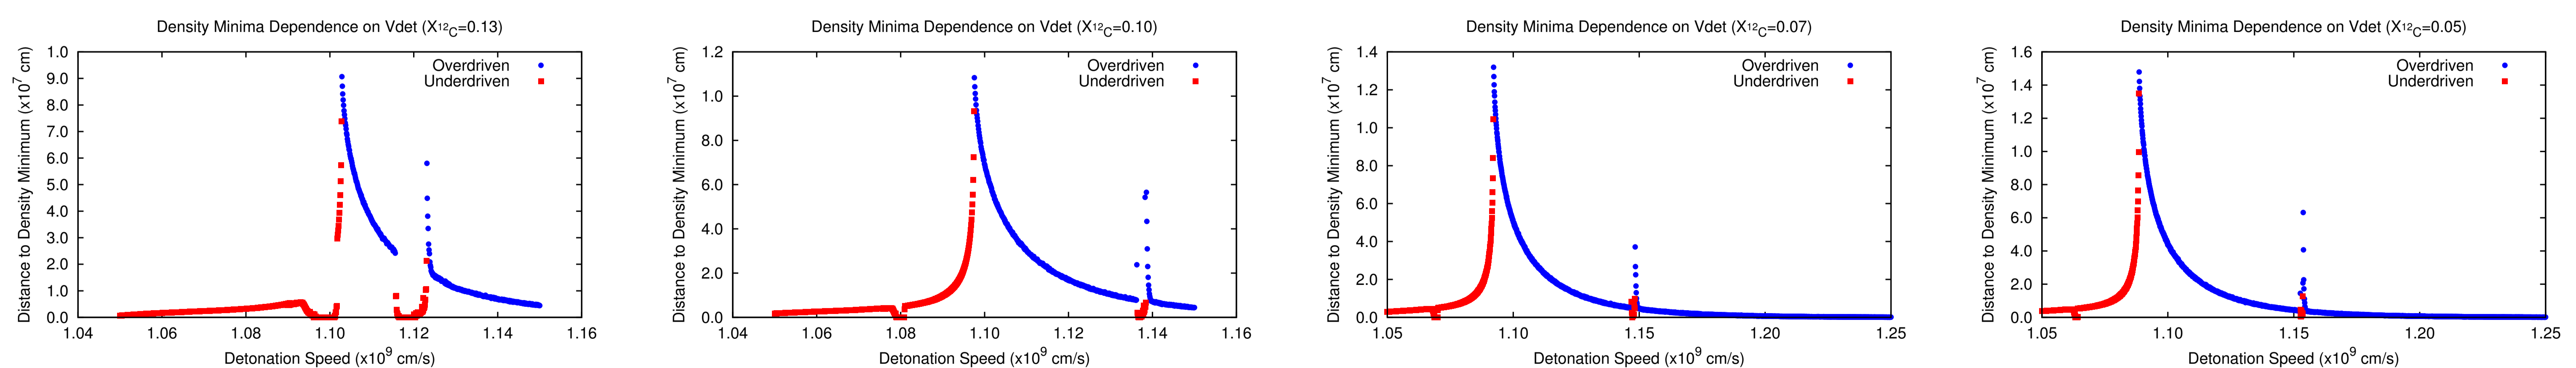 Density Minima Dependence on Vdet (X12C=0.13)
Distance to Density Minimum (x10^7 cm)
1.0
9.0
8.0
7.0
6.0
5.0
4.0
3.0
2.0
1.0
0.0
Overdriven
Underdriven
1.04 1.06 1.08 1.10 1.12 1.14 1.16
Detonation Speed (x10^9 cm/s)
Density Minima Dependence on Vdet (X12C=0.10)
Distance to Density Minimum (x10^7 cm)
1.2
1.0
8.0
6.0
4.0
2.0
0.0
Overdriven
Underdriven
1.04 1.06 1.08 1.10 1.12 1.14 1.16
Detonation Speed (x10^9 cm/s)
Density Minima Dependence on Vdet (X12C=0.07)
Distance to Density Minimum (x10^7 cm)
1.4
1.2
1.0
8.0
6.0
4.0
2.0
0.0
Overdriven
Underdriven
1.05 1.10 1.15 1.20 1.25
Detonation Speed (x10^9 cm/s)
Density Minima Dependence on Vdet (X12C=0.05)
Distance to Density Minimum (x10^7 cm)
1.6
1.4
1.2
1.0
8.0
6.0
4.0
2.0
0.0
Overdriven
Underdriven
1.05 1.10 1.15 1.20 1.25
Detonation Speed (x10^9 cm/s)